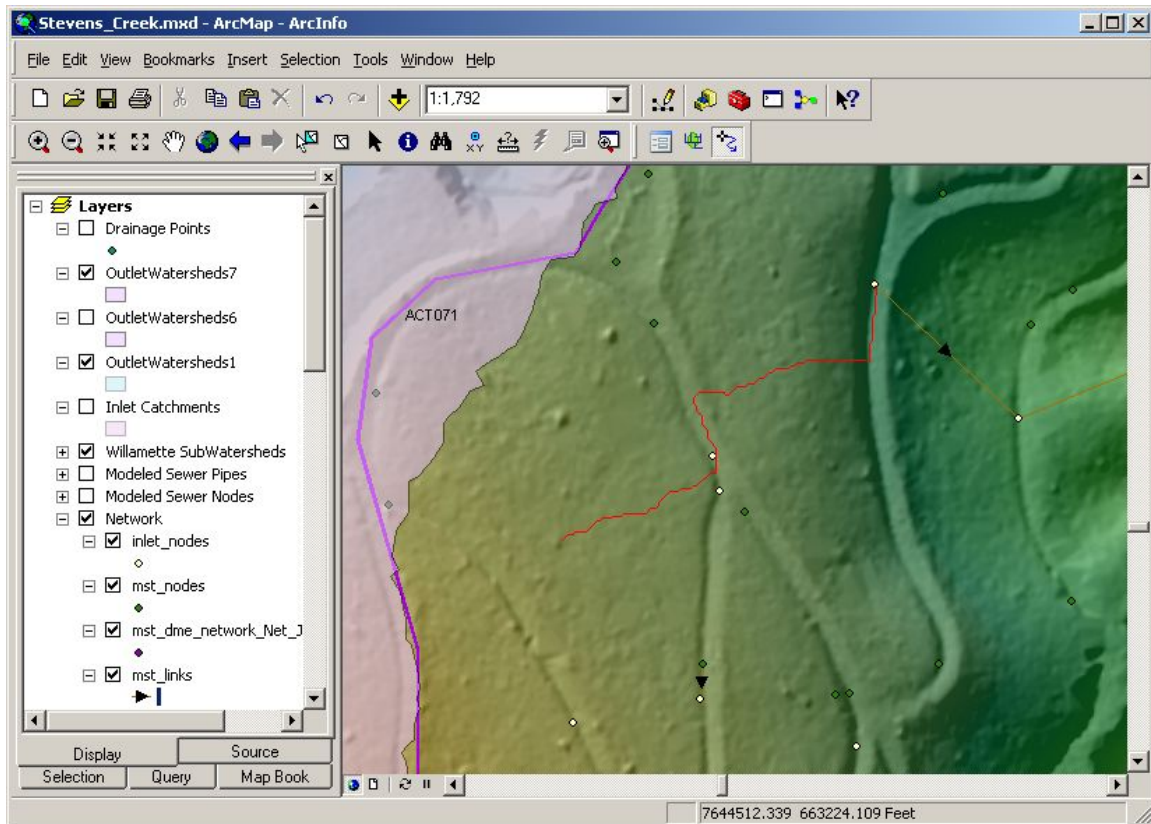 Stevens_Creek.mxd - ArcMap - ArcInfo
File Edit View Bookmarks Insert Selection Tools Window Help
1:1,792
Layers
Drainage Points
OutletWatersheds7
OutletWatersheds6
OutletWatersheds1
Inlet Catchments
Willamette SubWatersheds
Modeled Sewer Pipes
Modeled Sewer Nodes
Network
inlet_nodes
mst_nodes
mst_dme_network_Net_J
mst_links
Display Source
Selection Query Map Book
ACT071
7644512.339 663224.109 Feet